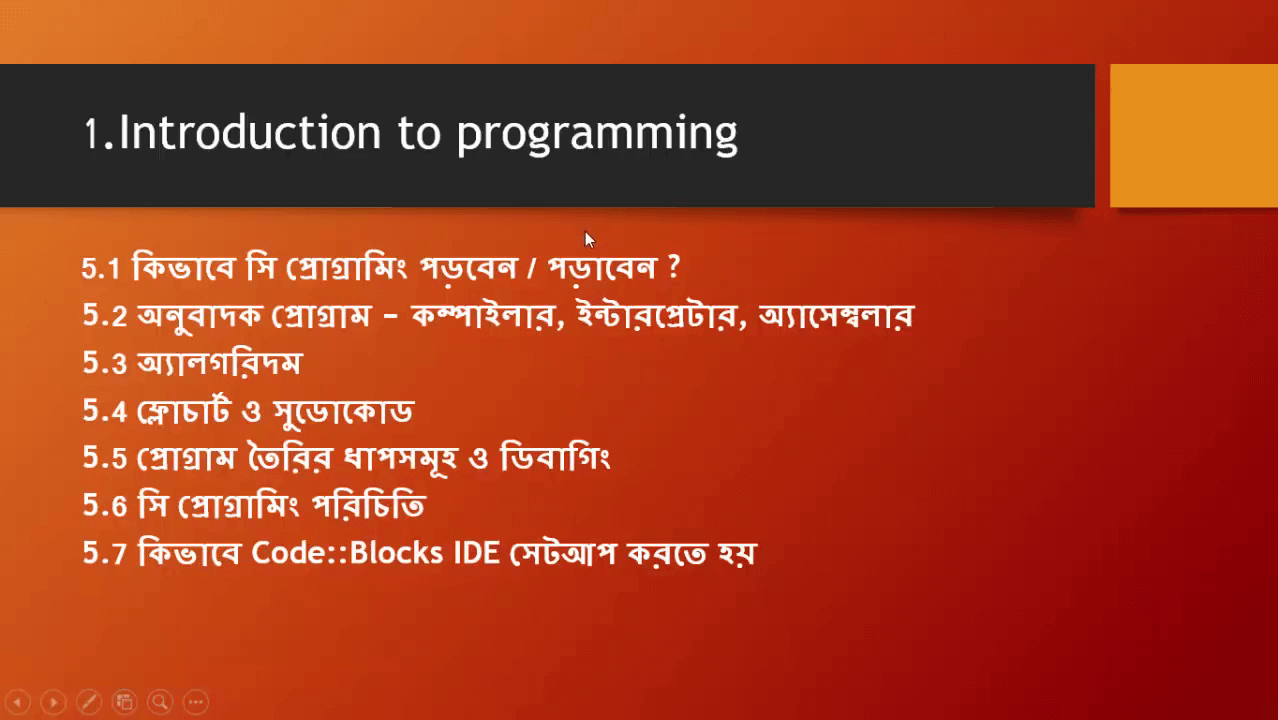 1.Introduction to programming
5.1 কিভাবে সি প্রোগ্রামিং পড়বেন / পড়াবেন ?
5.2 অনুবাদক প্রোগ্রাম – কম্পাইলার, ইন্টারপ্রেটার, অ্যাসেম্বলার
5.3 অ্যালগরিদম
5.4 ফ্লোচার্ট ও সুডোকোড
5.5 প্রোগ্রাম তৈরির ধাপসমূহ ও ডিবাগিং
5.6 সি প্রোগ্রামিং পরিচিতি
5.7 কিভাবে Code::Blocks IDE সেটআপ করতে হয়